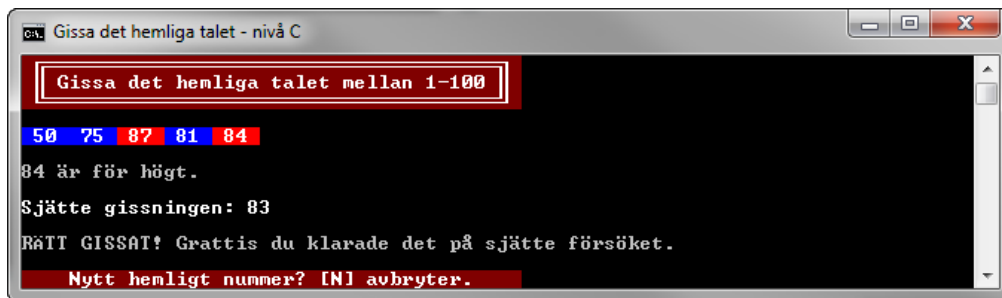 Gissa det hemliga talet - nivå C
Gissa det hemliga talet mellan 1-100
50 75 87 81 84
84 är för högt.
Sjätte gissningen: 83
RÄTT GISSAT! Grattis du klarade det på sjätte försöket.
Nytt hemligt nummer? [N] avbryter.